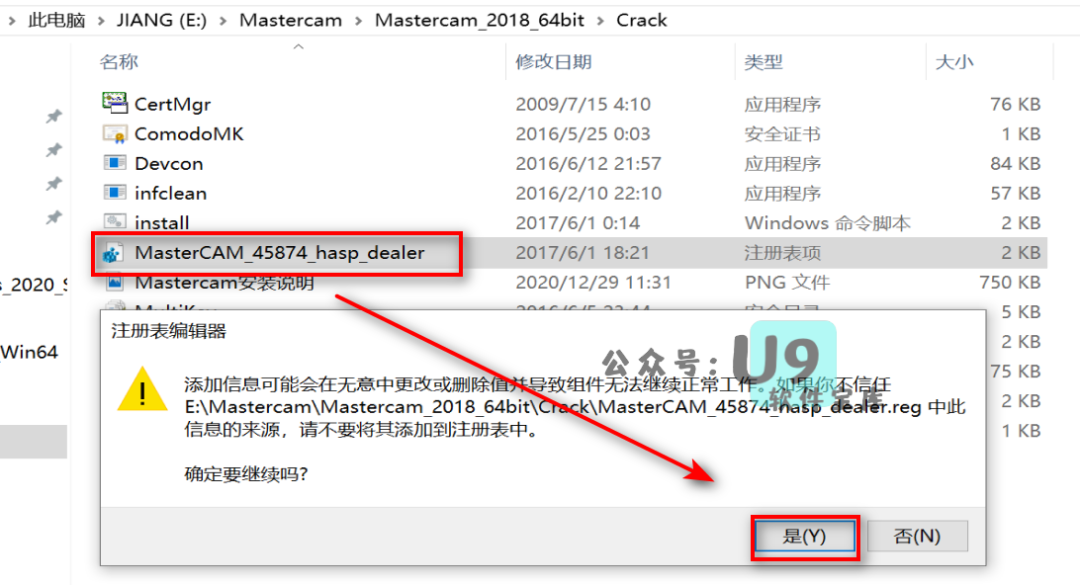 此电脑 > JIANG (E:) > Mastercam > Mastercam_2018_64bit > Crack
名称 修改日期 类型 大小
CertMgr 2009/7/15 4:10 应用程序 76 KB
ComodoMK 2016/5/25 0:03 安全证书 1 KB
Devcon 2016/6/12 21:57 应用程序 84 KB
infclean 2016/2/10 22:10 应用程序 57 KB
install 2017/6/1 0:14 Windows 命令脚本 2 KB
MasterCAM_45874_hasp_dealer 2017/6/1 18:21 注册表项 2 KB
s_2020_S Mastercam安装说明 2020/12/29 11:31 PNG 文件 750 KB
MultiKey 2016/6/5 23:44 安全目录 5 KB
注册表编辑器 2 KB
Win64
公众号: U9 75 KB
软件宝库
添加信息可能会在无意中更改或删除值并导致组件无法继续正常工作。如果你不信任
E:\Mastercam\Mastercam_2018_64bit\Crack\MasterCAM_45874_hasp_dealer.reg 中此 2 KB
信息的来源，请不要将其添加到注册表中。 1 KB
确定要继续吗?
是(Y) 否(N)